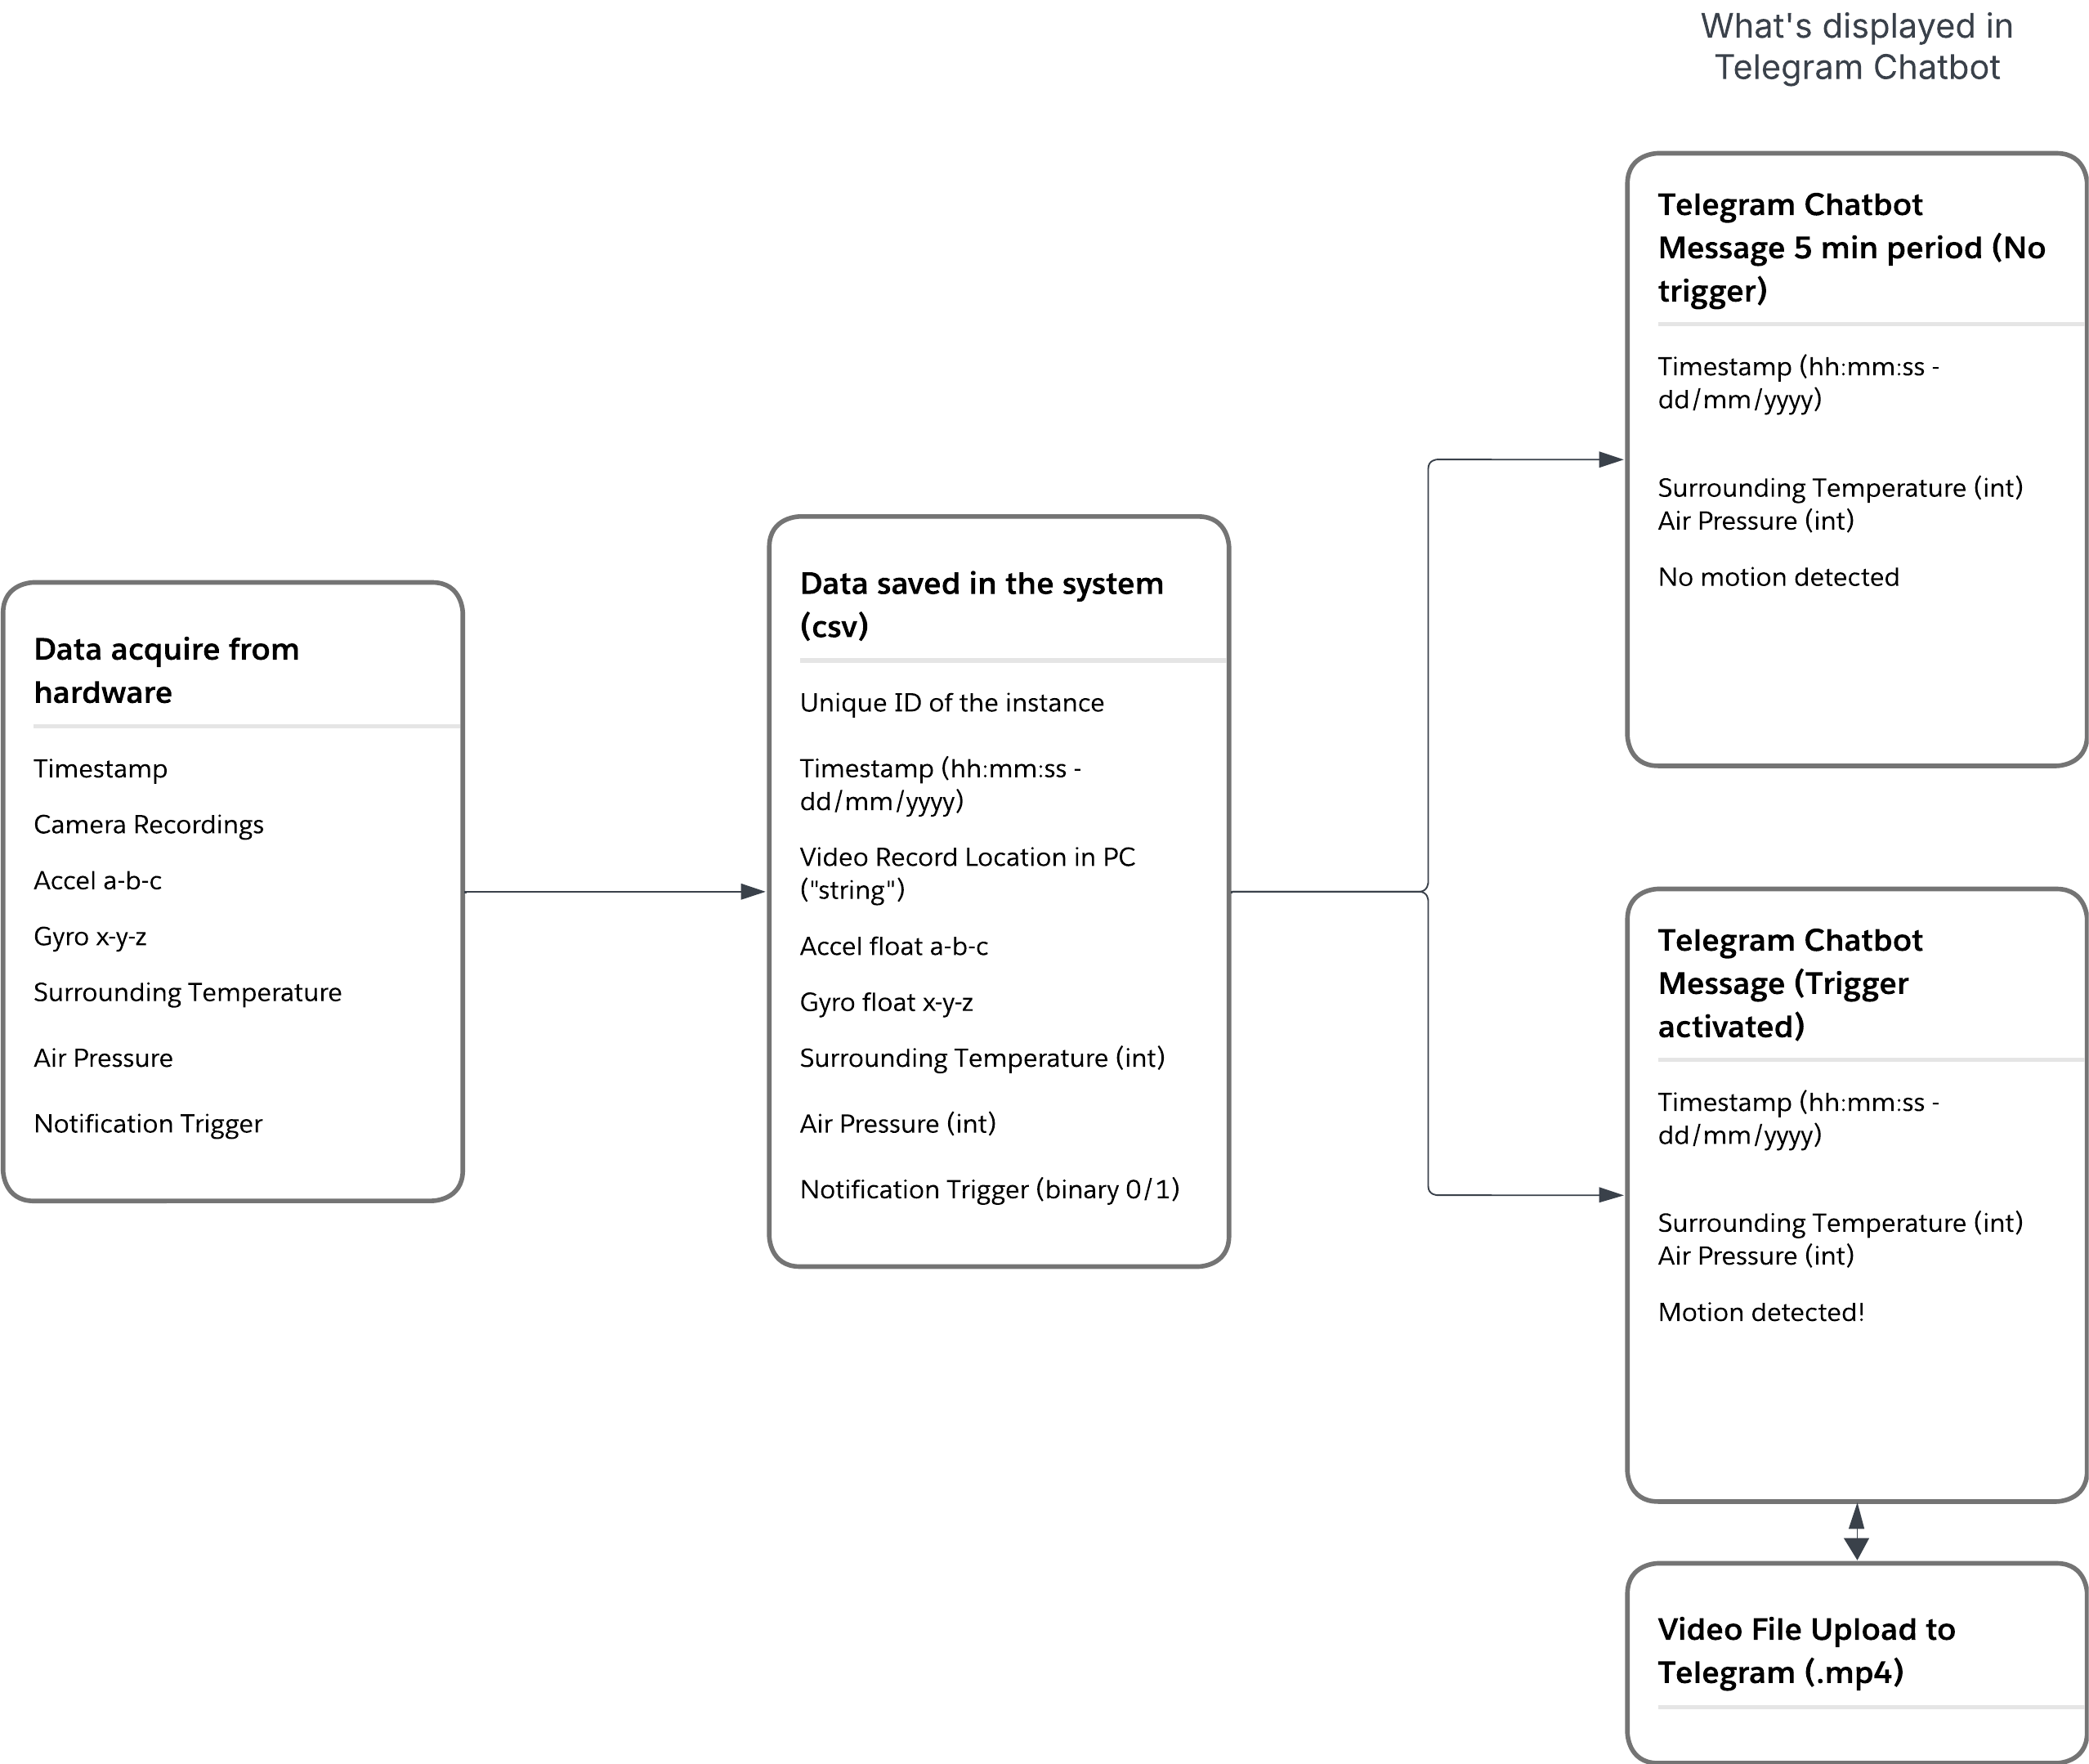 What's displayed in
Telegram Chatbot
Data acquire from
hardware
Timestamp
Camera Recordings
Accel a-b-c
Gyro x-y-z
Surrounding Temperature
Air Pressure
Notification Trigger
Data saved in the system
(csv)
Unique ID of the instance
Timestamp (hh:mm:ss -
dd/mm/yyyy)
Video Record Location in PC
("string")
Accel float a-b-c
Gyro float x-y-z
Surrounding Temperature (int)
Air Pressure (int)
Notification Trigger (binary 0/1)
Telegram Chatbot
Message 5 min period (No
trigger)
Timestamp (hh:mm:ss -
dd/mm/yyyy)
Surrounding Temperature (int)
Air Pressure (int)
No motion detected
Telegram Chatbot
Message (Trigger
activated)
Timestamp (hh:mm:ss -
dd/mm/yyyy)
Surrounding Temperature (int)
Air Pressure (int)
Motion detected!
Video File Upload to
Telegram (.mp4)